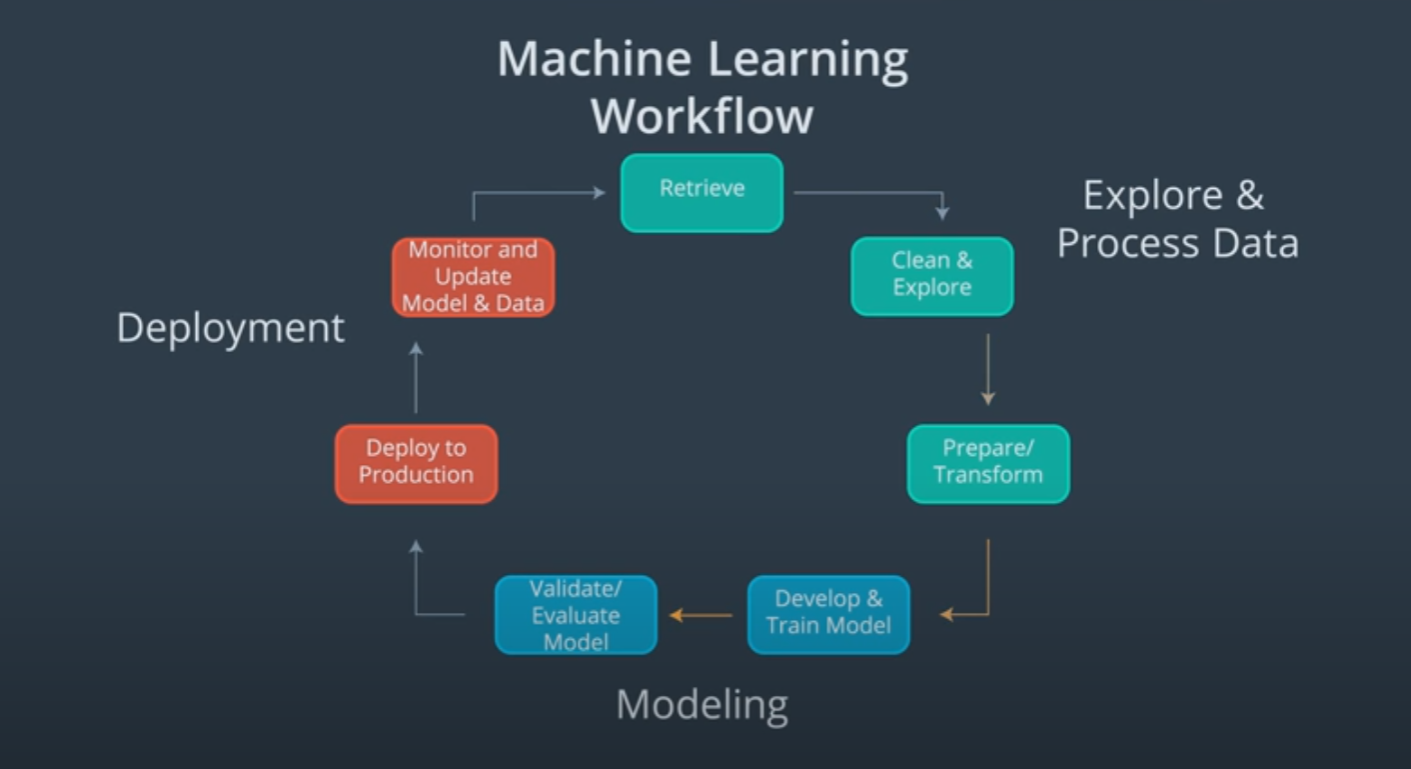 Machine Learning
Workflow
Retrieve
Explore &
Process Data
Clean &
Explore
Monitor and
Update
Model & Data
Deployment
Deploy to
Production
Prepare/
Transform
Validate/
Evaluate
Model
Develop &
Train Model
Modeling